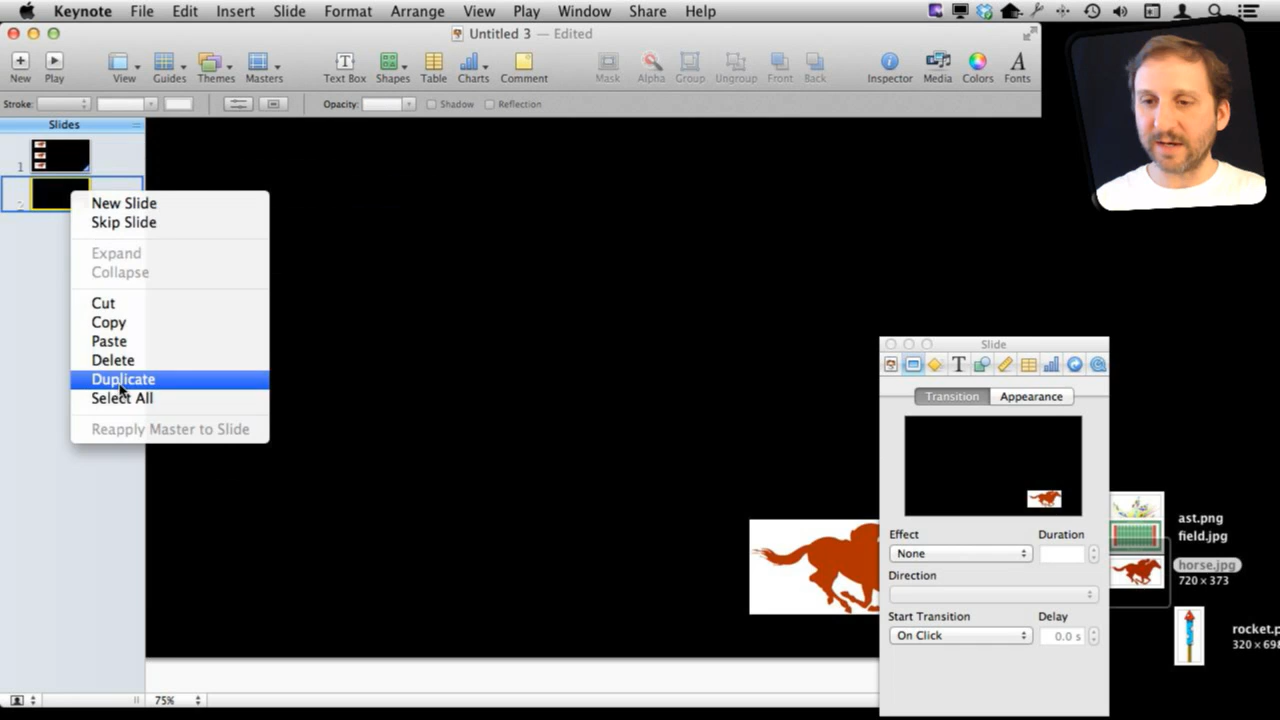 Keynote File Edit Insert Slide Format Arrange View Play Window Share Help
Untitled 3 — Edited
New Play View Guides Themes Masters Text Box Shapes Table Charts Comment Mask Alpha Group Ungroup Front Back Inspector Media Colors Fonts
Stroke: Opacity: Shadow Reflection
Slides
1
2
New Slide
Skip Slide
Expand
Collapse
Cut
Copy
Paste
Delete
Duplicate
Select All
Reapply Master to Slide
Slide
Transition Appearance
Effect Duration
None
Direction
Start Transition Delay
On Click 0.0 s
ast.png
field.jpg
horse.jpg
720 × 373
rocket.p
320 × 698
75%